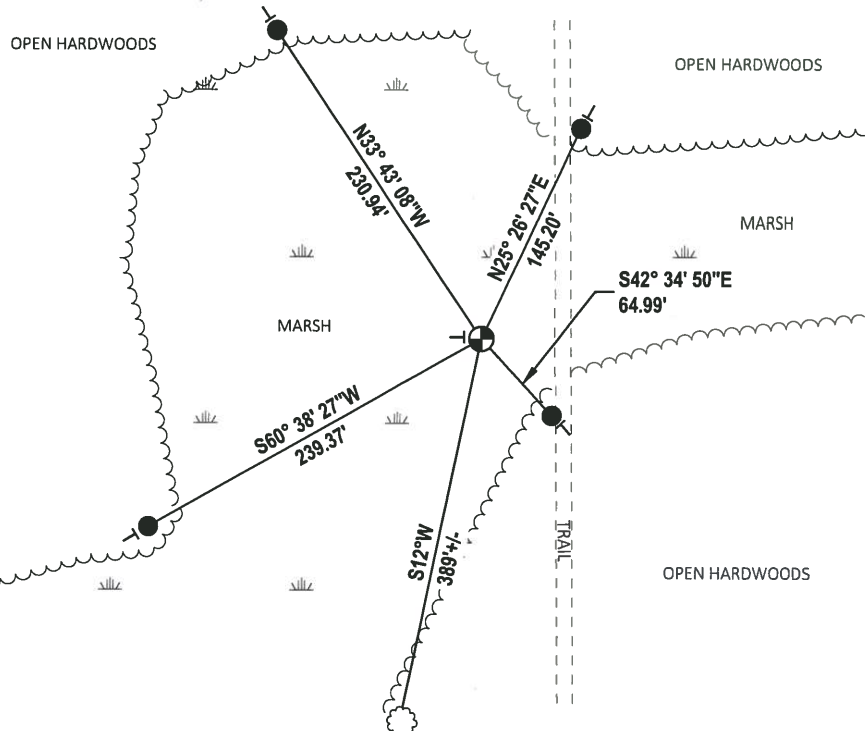 OPEN HARDWOODS
OPEN HARDWOODS
N33° 43' 08"W
230.94'
N25° 26' 27"E
145.20'
MARSH
S42° 34' 50"E
64.99'
MARSH
S60° 38' 27"W
239.37'
S12°W
389'+/-
TRAIL
OPEN HARDWOODS